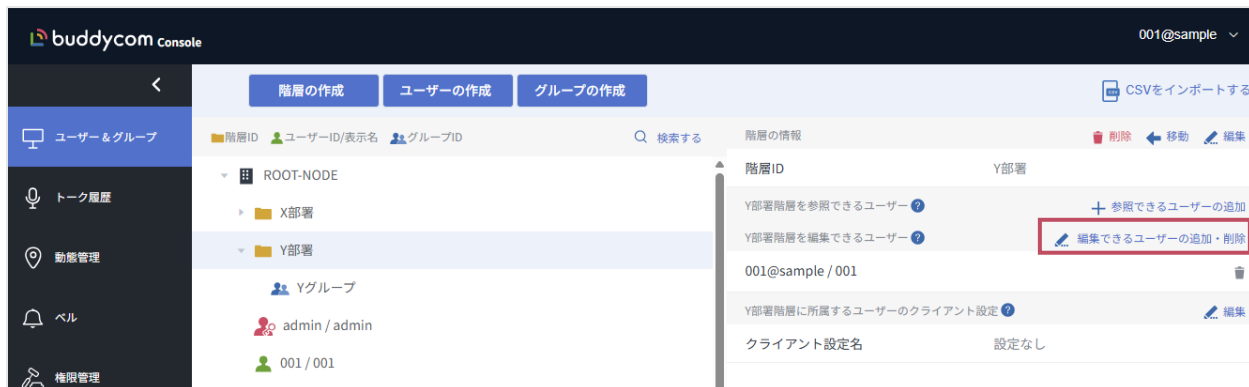 buddycom Console
001@sample
階層の作成 ユーザーの作成 グループの作成
CSVをインポートする
ユーザー＆グループ
トーク履歴
動態管理
ベル
権限管理
階層ID ユーザーID/表示名 グループID 検索する
ROOT-NODE
X部署
Y部署
Yグループ
admin / admin
001 / 001
階層の情報 削除 移動 編集
階層ID Y部署
Y部署階層を参照できるユーザー ? 参照できるユーザーの追加
Y部署階層を編集できるユーザー ? 編集できるユーザーの追加・削除
001@sample / 001
Y部署階層に所属するユーザーのクライアント設定 ? 編集
クライアント設定名 設定なし